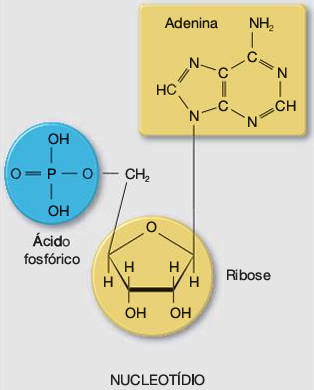 Adenina
NH₂
N
C
C
N
HC
CH
C
N
N
OH
O = P — O — CH₂
OH
Ácido
fosfórico
O
H
H
H
H
OH
OH
Ribose
NUCLEOTÍDIO